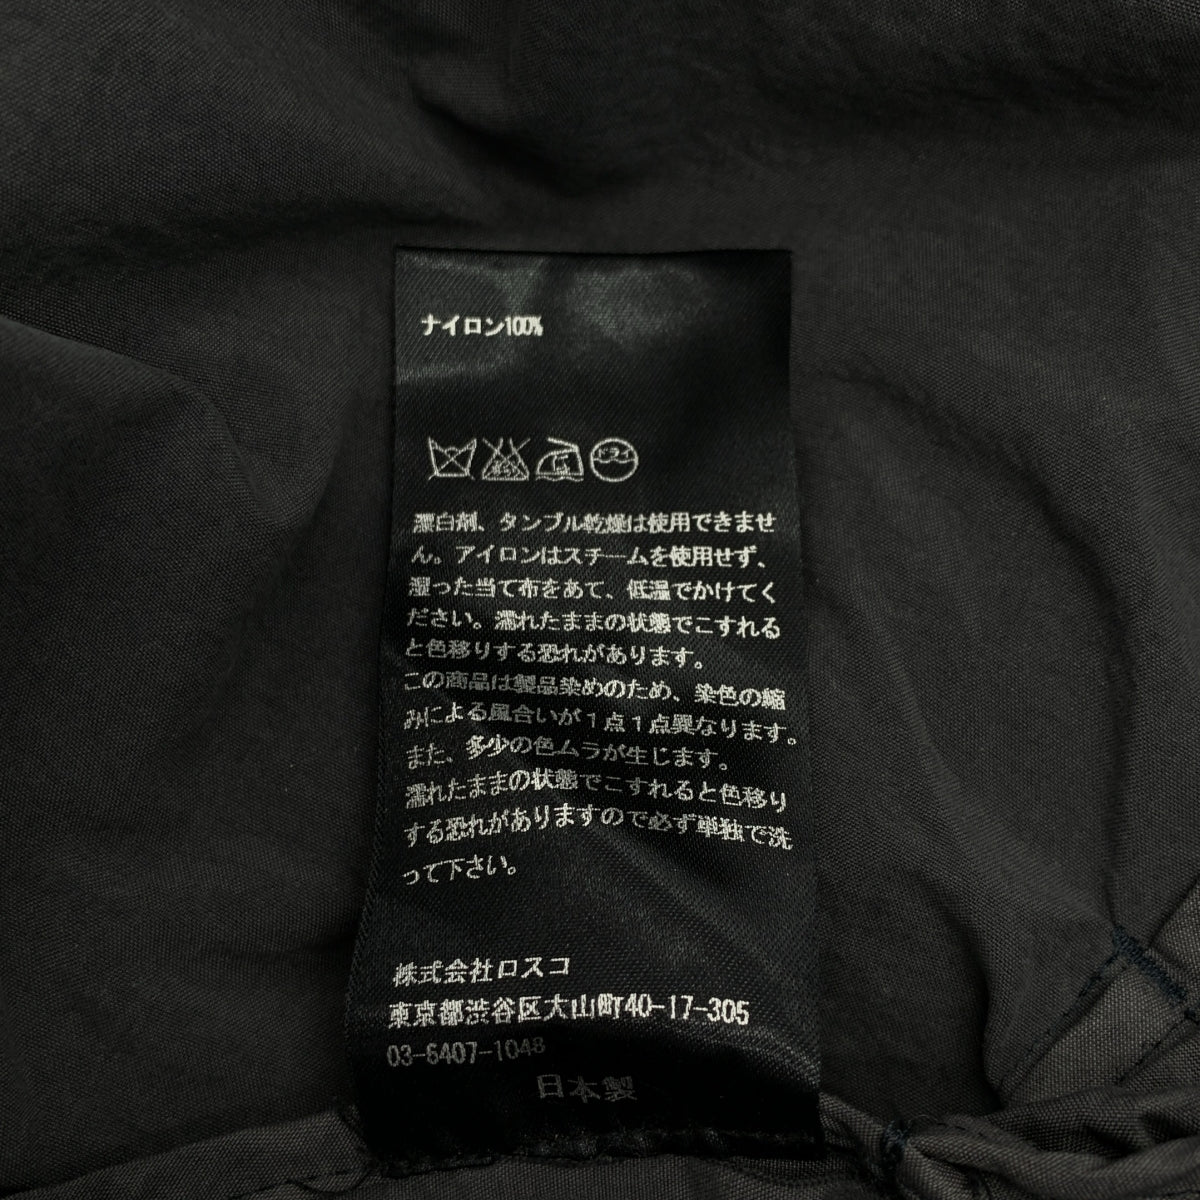 ナイロン100%
漂白剤、タンブル乾燥は使用できませ
ん。アイロンはスチームを使用せず、
湿った当て布をあて、低温でかけてく
ださい。濡れたままの状態でこすれる
と色移りする恐れがあります。
この商品は製品染めのため、染色の縮
みによる風合いが1点1点異なります。
また、多少の色ムラが生じます。
濡れたままの状態でこすれると色移り
する恐れがありますので必ず単独で洗
って下さい。
株式会社ロスコ
東京都渋谷区大山町40-17-305
03-6407-1048
日本製